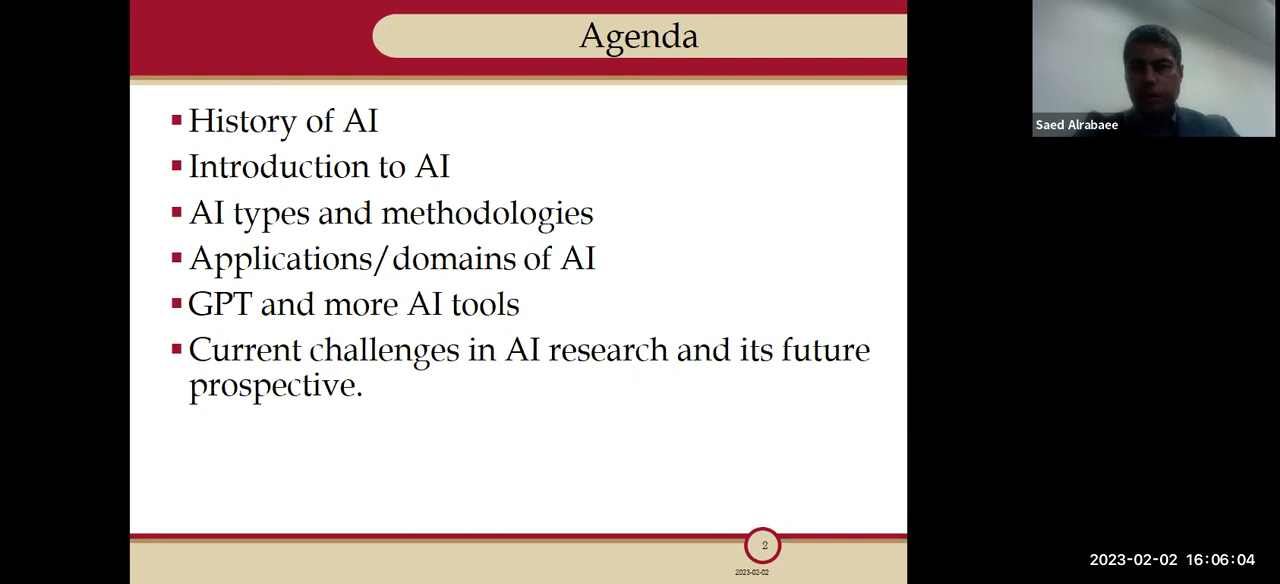 Agenda
Saed Alrabaee
▪ History of AI
▪ Introduction to AI
▪ AI types and methodologies
▪ Applications/domains of AI
▪ GPT and more AI tools
▪ Current challenges in AI research and its future
prospective.
2
2023-02-02
2023-02-02 16:06:04